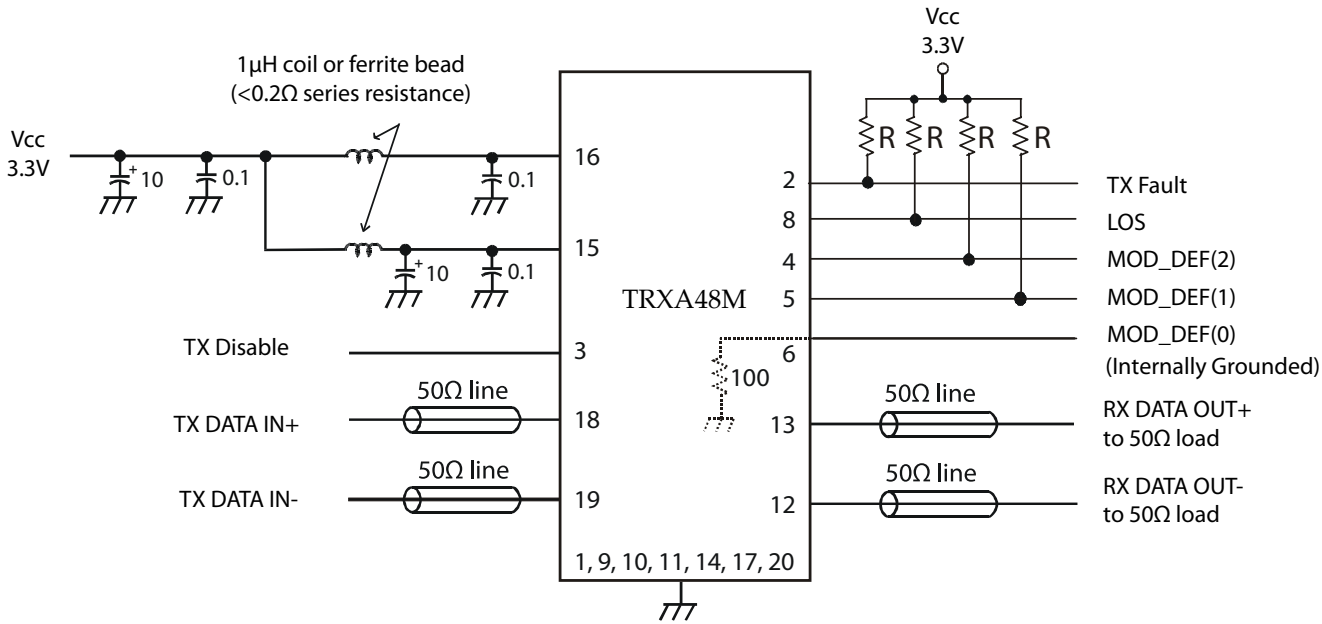 Vcc
3.3V
1µH coil or ferrite bead
(<0.2Ω series resistance)
R
R
R
R
Vcc
3.3V
+
10
0.1
0.1
16
+
10
0.1
15
2
TX Fault
8
LOS
4
MOD_DEF(2)
5
MOD_DEF(1)
TRXA48M
MOD_DEF(0)
(Internally Grounded)
6
100
TX Disable
3
50Ω line
TX DATA IN+
18
50Ω line
TX DATA IN-
19
50Ω line
13
RX DATA OUT+
to 50Ω load
50Ω line
12
RX DATA OUT-
to 50Ω load
1, 9, 10, 11, 14, 17, 20